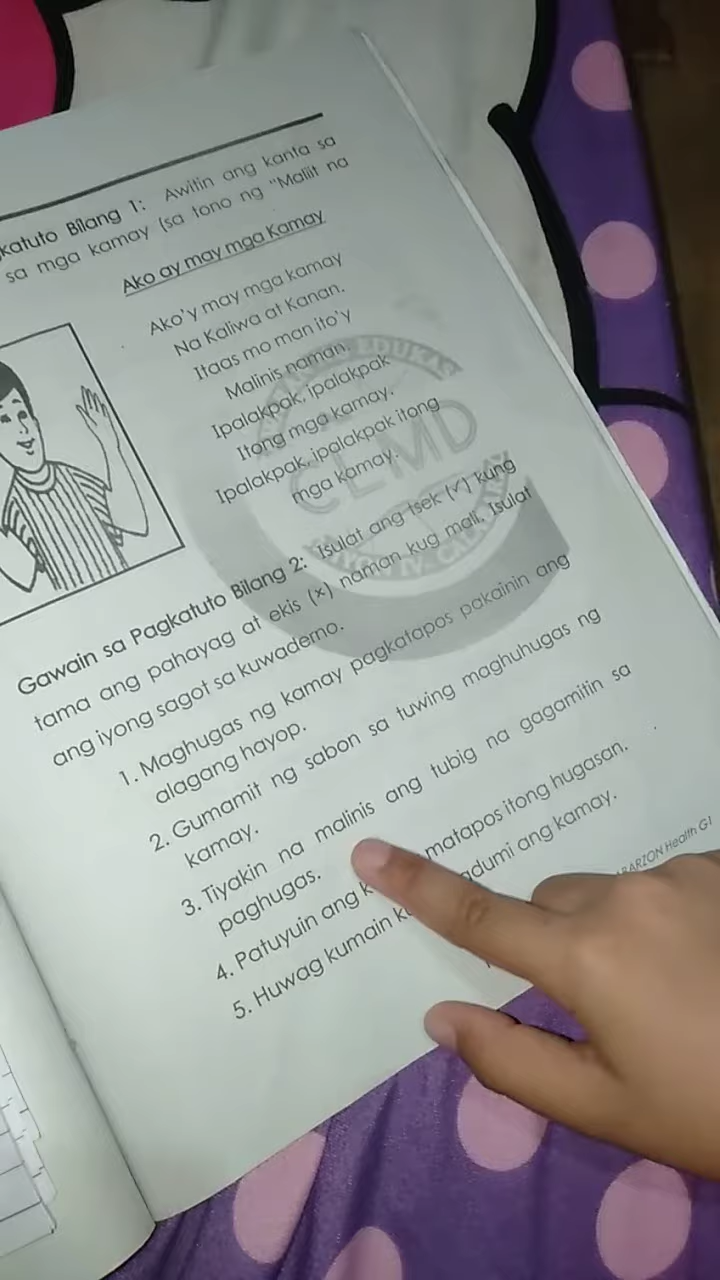 katuto Bilang 1: Awitin ang kanta sa
sa mga kamay (sa tono ng "Maliit na
Ako ay may mga Kamay
Ako'y may mga kamay
Na Kaliwa at Kanan.
Itaas mo man ito'y
Malinis naman.
Ipalakpak, ipalakpak
Itong mga kamay.
Ipalakpak, ipalakpak itong
mga kamay.
CLMD
Gawain sa Pagkatuto Bilang 2: Isulat ang tsek (✓) kung
tama ang pahayag at ekis (×) naman kug mali. Isulat
ang iyong sagot sa kuwaderno.
1. Maghugas ng kamay pagkatapos pakainin ang
alagang hayop.
2. Gumamit ng sabon sa tuwing maghuhugas ng
kamay.
3. Tiyakin na malinis ang tubig na gagamitin sa
paghugas.
4. Patuyuin ang matapos itong hugasan.
5. Huwag kumain ang kamay.
Health G1